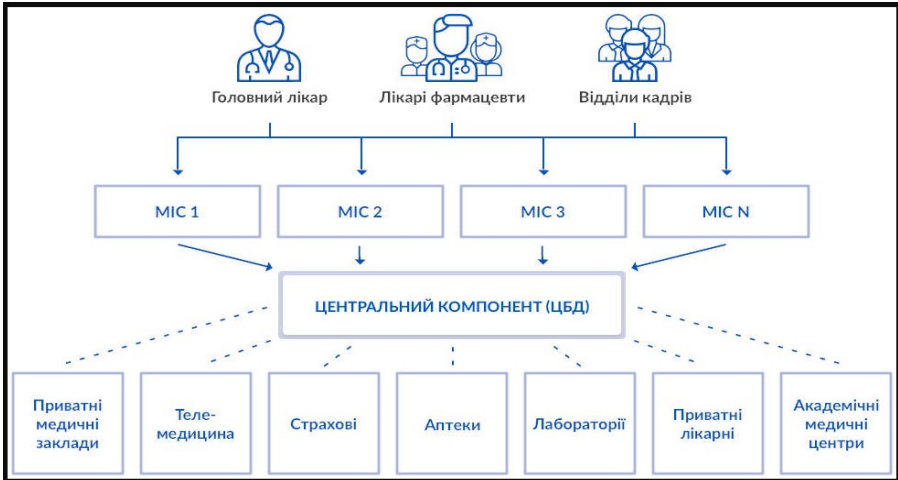 Головний лікар
Лікарі фармацевти
Відділи кадрів
МІС 1
МІС 2
МІС 3
МІС N
ЦЕНТРАЛЬНИЙ КОМПОНЕНТ (ЦБД)
Приватні
медичні
заклади
Теле-
медицина
Страхові
Аптеки
Лабораторії
Приватні
лікарні
Академічні
медичні
центри